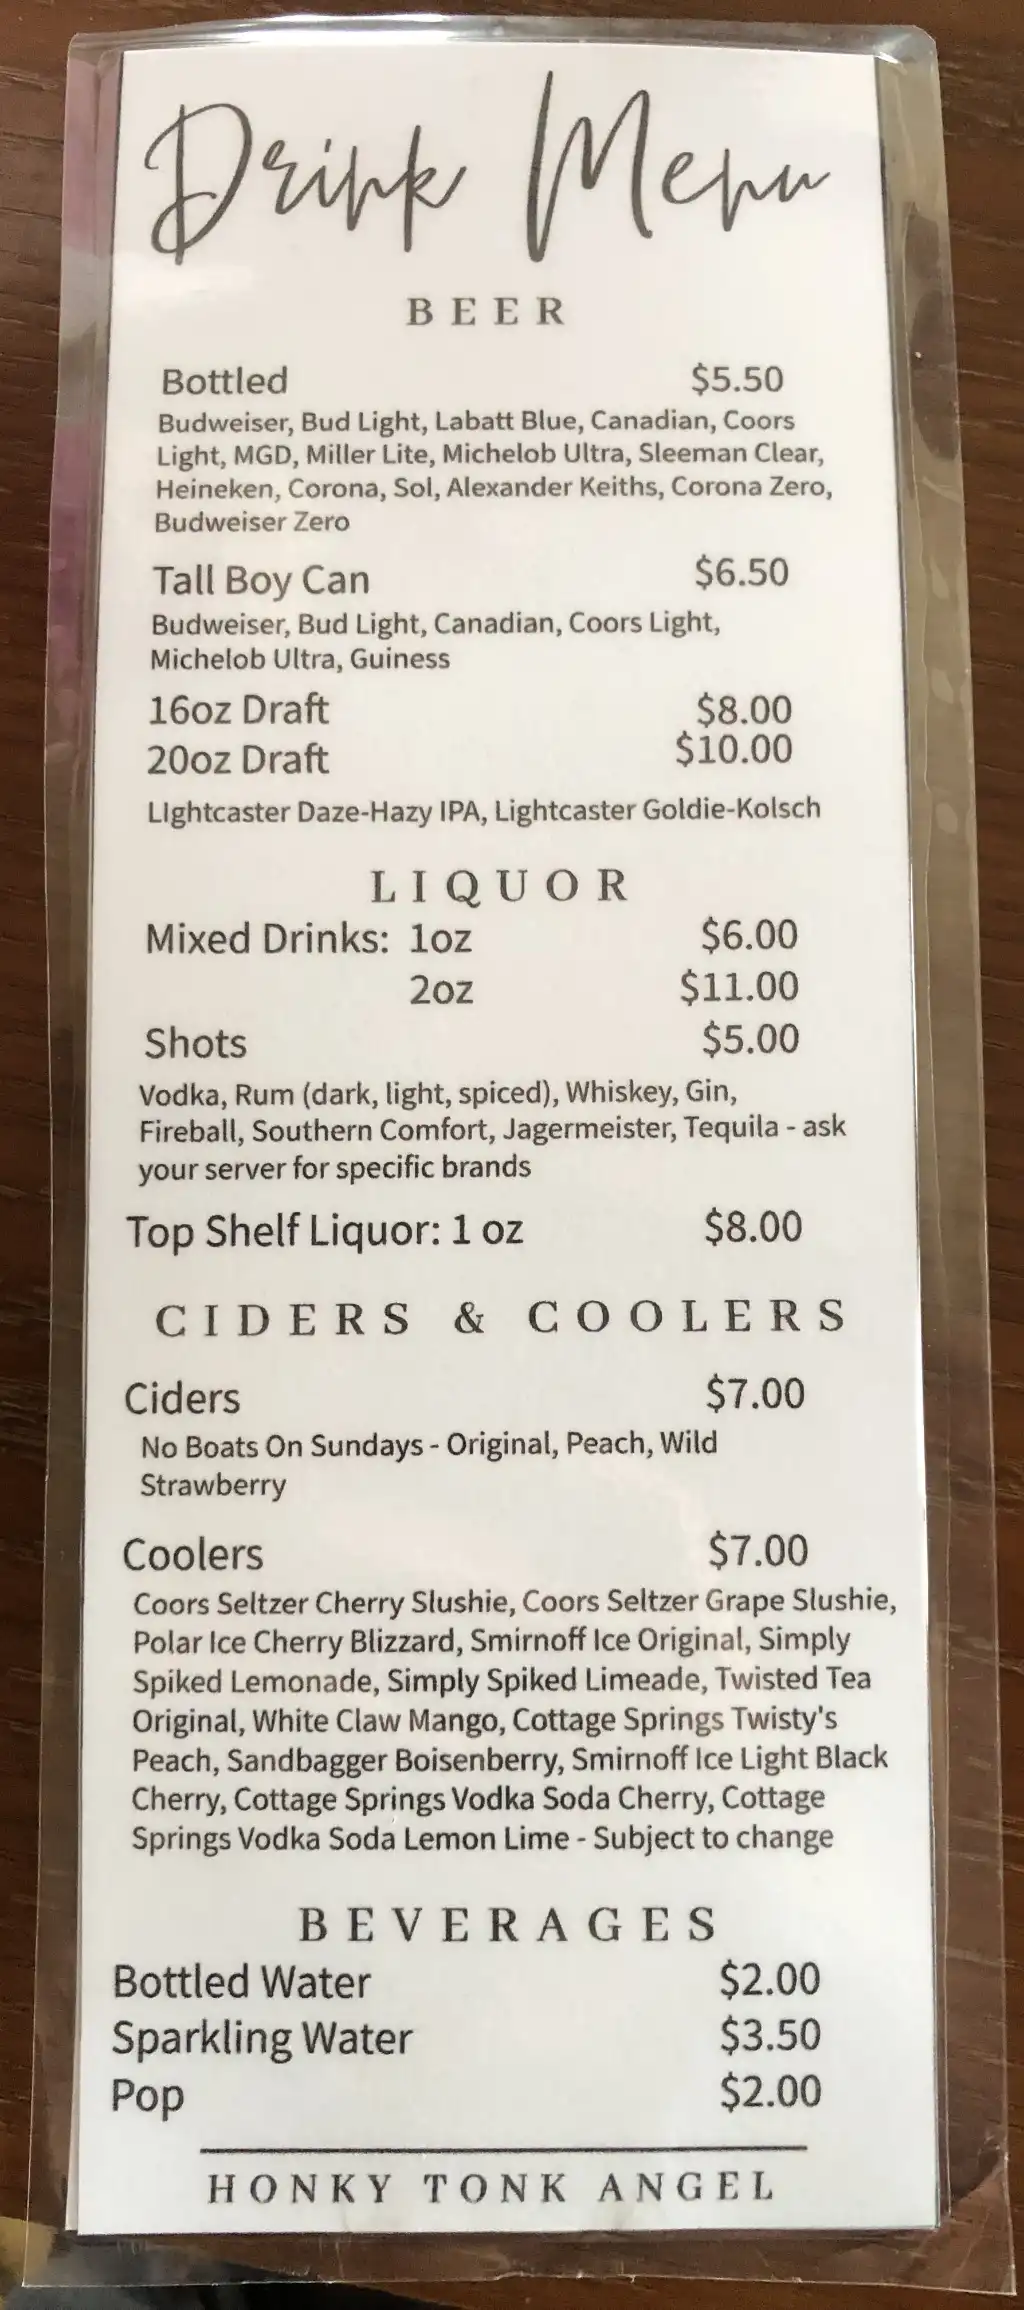 Drink Menu
BEER
Bottled $5.50
Budweiser, Bud Light, Labatt Blue, Canadian, Coors
Light, MGD, Miller Lite, Michelob Ultra, Sleeman Clear,
Heineken, Corona, Sol, Alexander Keiths, Corona Zero,
Budweiser Zero
Tall Boy Can $6.50
Budweiser, Bud Light, Canadian, Coors Light,
Michelob Ultra, Guiness
16oz Draft $8.00
20oz Draft $10.00
LIghtcaster Daze-Hazy IPA, Lightcaster Goldie-Kolsch
LIQUOR
Mixed Drinks: 1oz $6.00
2oz $11.00
Shots $5.00
Vodka, Rum (dark, light, spiced), Whiskey, Gin,
Fireball, Southern Comfort, Jagermeister, Tequila - ask
your server for specific brands
Top Shelf Liquor: 1 oz $8.00
CIDERS & COOLERS
Ciders $7.00
No Boats On Sundays - Original, Peach, Wild
Strawberry
Coolers $7.00
Coors Seltzer Cherry Slushie, Coors Seltzer Grape Slushie,
Polar Ice Cherry Blizzard, Smirnoff Ice Original, Simply
Spiked Lemonade, Simply Spiked Limeade, Twisted Tea
Original, White Claw Mango, Cottage Springs Twisty's
Peach, Sandbagger Boisenberry, Smirnoff Ice Light Black
Cherry, Cottage Springs Vodka Soda Cherry, Cottage
Springs Vodka Soda Lemon Lime - Subject to change
BEVERAGES
Bottled Water $2.00
Sparkling Water $3.50
Pop $2.00
HONKY TONK ANGEL